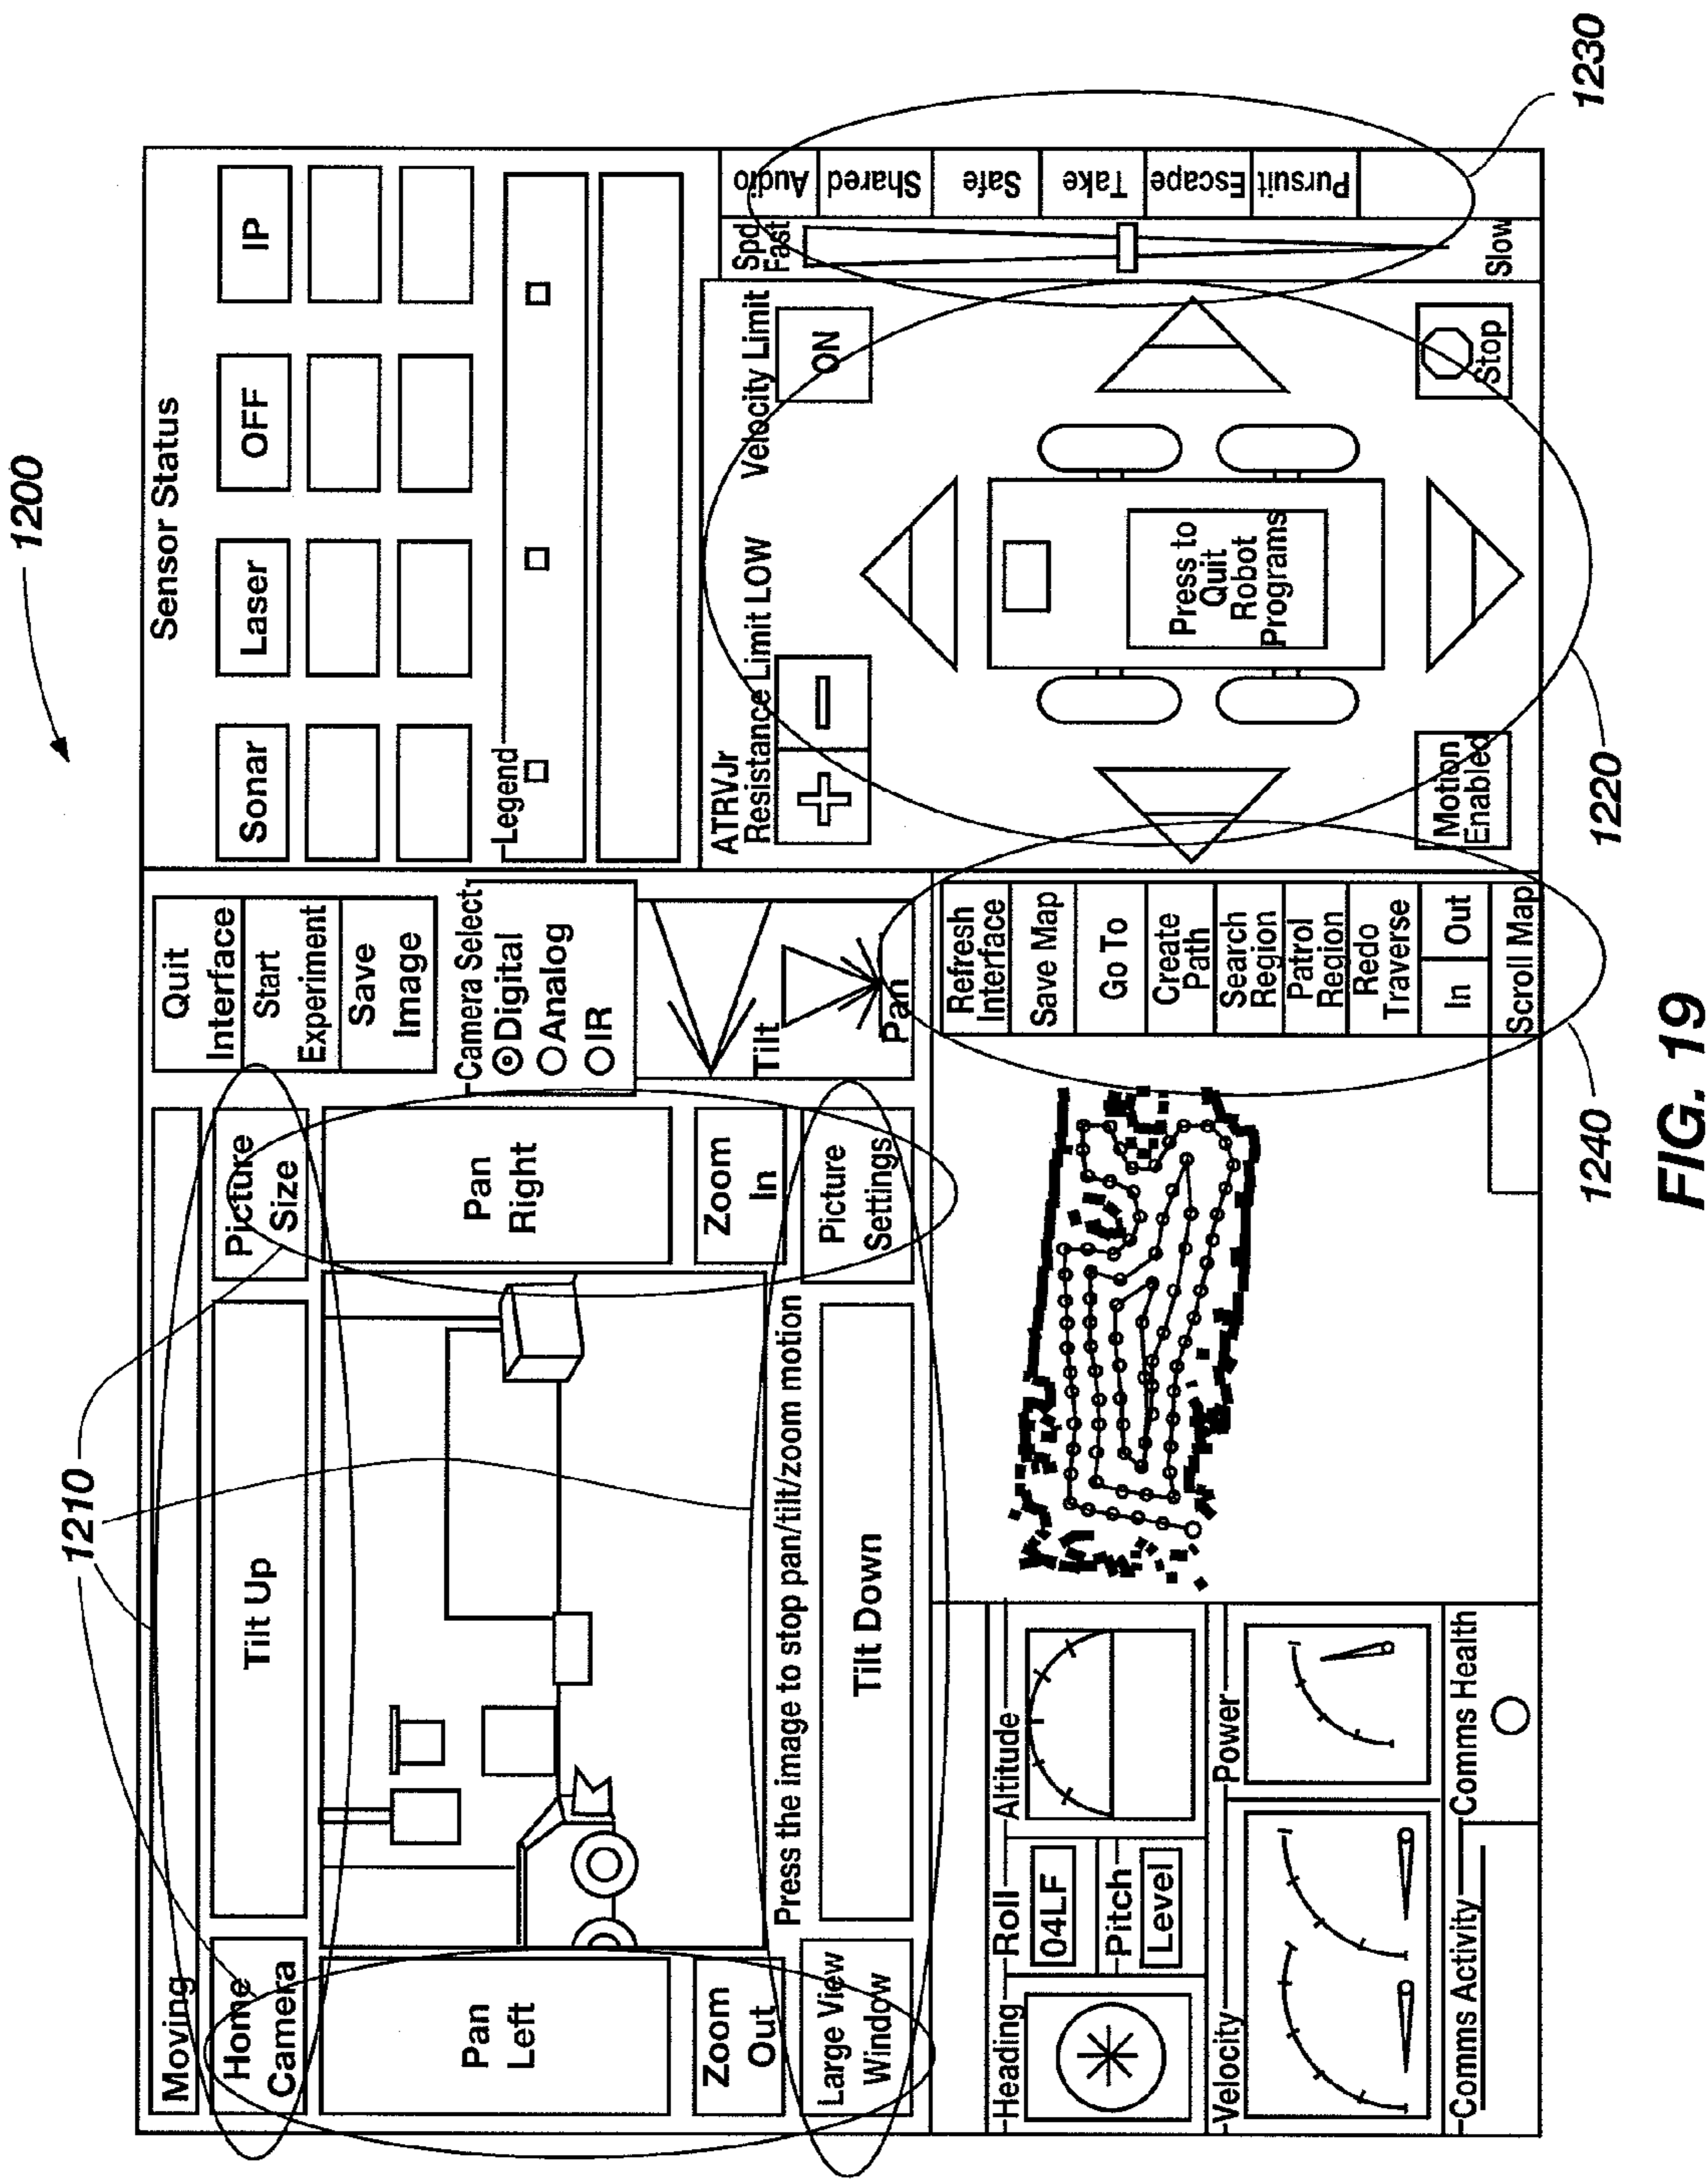 1200
1210
Moving
Home
Camera
Tilt Up
Picture
Size
Pan
Left
Pan
Right
Zoom
Out
Zoom
In
Press the image to stop pan/tilt/zoom motion
Large View
Window
Tilt Down
Picture
Settings
Quit
Interface
Start
Experiment
Save
Image
Camera Select
Digital
Analog
IR
Tilt
Pan
Sensor Status
Sonar
Laser
OFF
IP
Legend
Heading
Roll
04LF
Pitch
Level
Altitude
Velocity
Power
Comms Activity
Comms Health
Refresh
Interface
Save Map
Go To
Create
Path
Search
Region
Patrol
Region
Redo
Traverse
In
Out
Scroll Map
ATRVJr
Resistance Limit LOW
Velocity Limit
+
−
ON
Press to
Quit
Robot
Programs
Motion
Enabled
Stop
Spd
Fast
Slow
Audio
Shared
Safe
Take
Escape
Pursuit
1240
1220
1230
FIG. 19